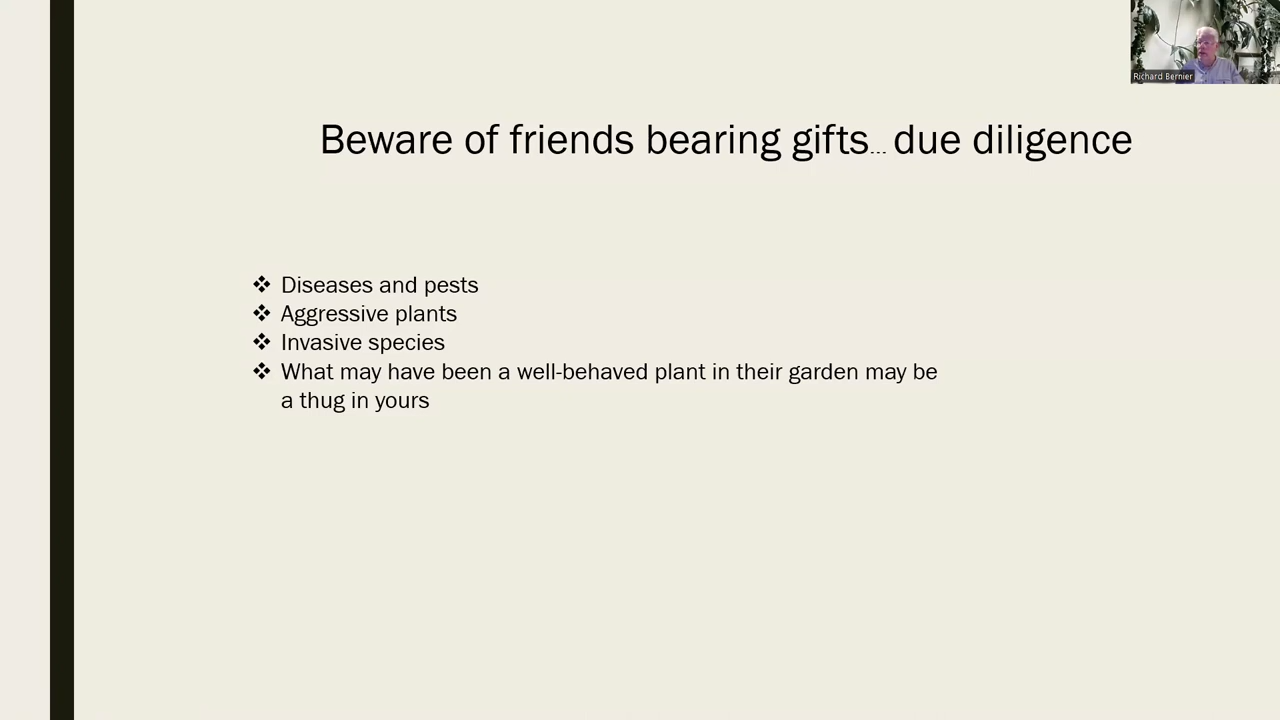 Richard Bernier
Beware of friends bearing gifts... due diligence
❖ Diseases and pests
❖ Aggressive plants
❖ Invasive species
❖ What may have been a well-behaved plant in their garden may be
a thug in yours